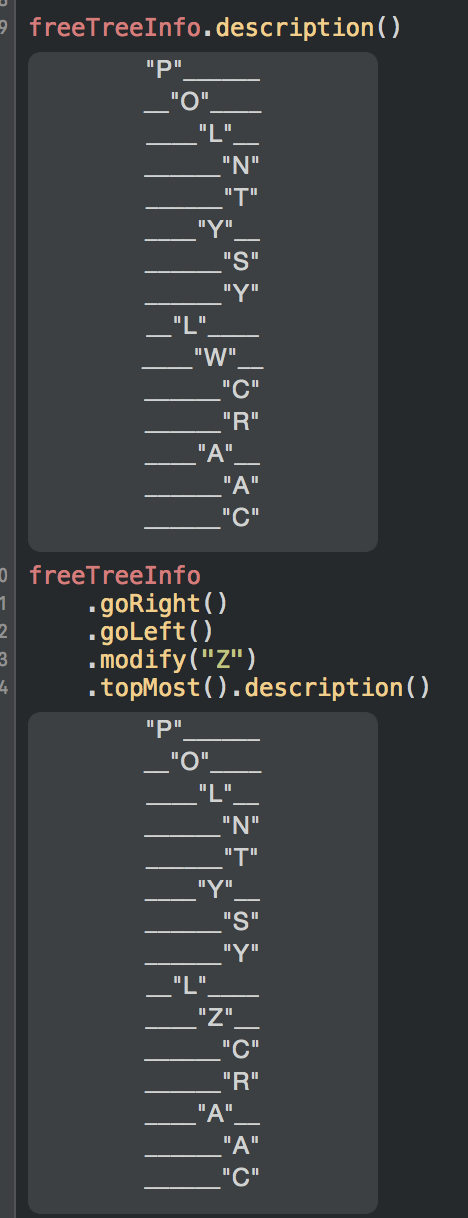 9 freeTreeInfo.description()
"P"______
__"O"____
____"L"__
______"N"
______"T"
____"Y"__
______"S"
______"Y"
__"L"____
____"W"__
______"C"
______"R"
____"A"__
______"A"
______"C"
0 freeTreeInfo
1 .goRight()
2 .goLeft()
3 .modify("Z")
4 .topMost().description()
"P"______
__"O"____
____"L"__
______"N"
______"T"
____"Y"__
______"S"
______"Y"
__"L"____
____"Z"__
______"C"
______"R"
____"A"__
______"A"
______"C"